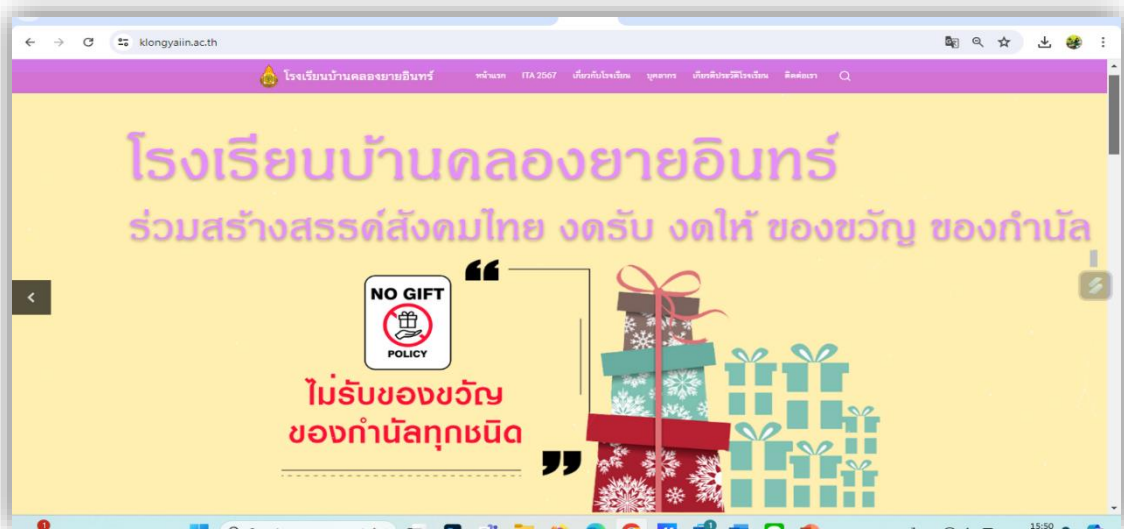 klongyaiin.ac.th
โรงเรียนบ้านคลองยายอินทร์ หน้าแรก ITA 2567 เกี่ยวกับโรงเรียน บุคลากร เกียรติประวัติโรงเรียน ติดต่อเรา
โรงเรียนบ้านคลองยายอินทร์
ร่วมสร้างสรรค์สังคมไทย งดรับ งดให้ ของขวัญ ของกำนัล
NO GIFT
POLICY
ไม่รับของขวัญ
ของกำนัลทุกชนิด
15:50